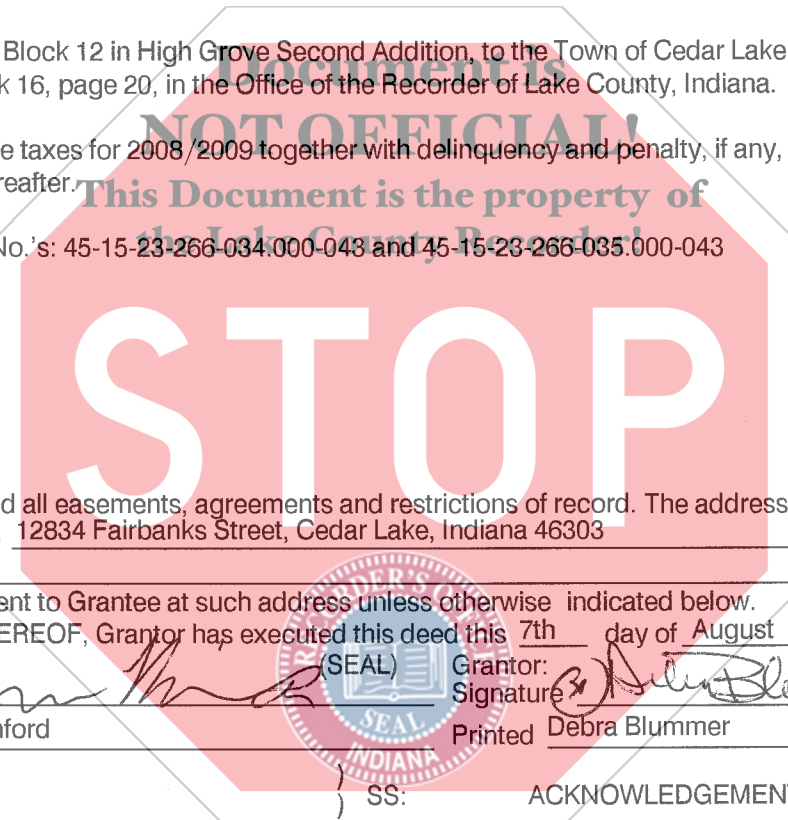 Block 12 in High Grove Second Addition, to the Town of Cedar Lake
Document is
k 16, page 20, in the Office of the Recorder of Lake County, Indiana.
NOT OFFICIAL!
e taxes for 2008/2009 together with delinquency and penalty, if any,
reafter.
This Document is the property of
the Lake County Recorder!
No.'s: 45-15-23-266-034.000-043 and 45-15-23-266-035.000-043
STOP
d all easements, agreements and restrictions of record. The address
12834 Fairbanks Street, Cedar Lake, Indiana 46303
ent to Grantee at such address unless otherwise indicated below.
EREOF, Grantor has executed this deed this 7th day of August
(SEAL) Grantor:
Signature
nford Printed Debra Blummer
RECORDER'S OFFICE
SEAL
INDIANA
SS: ACKNOWLEDGEMENT